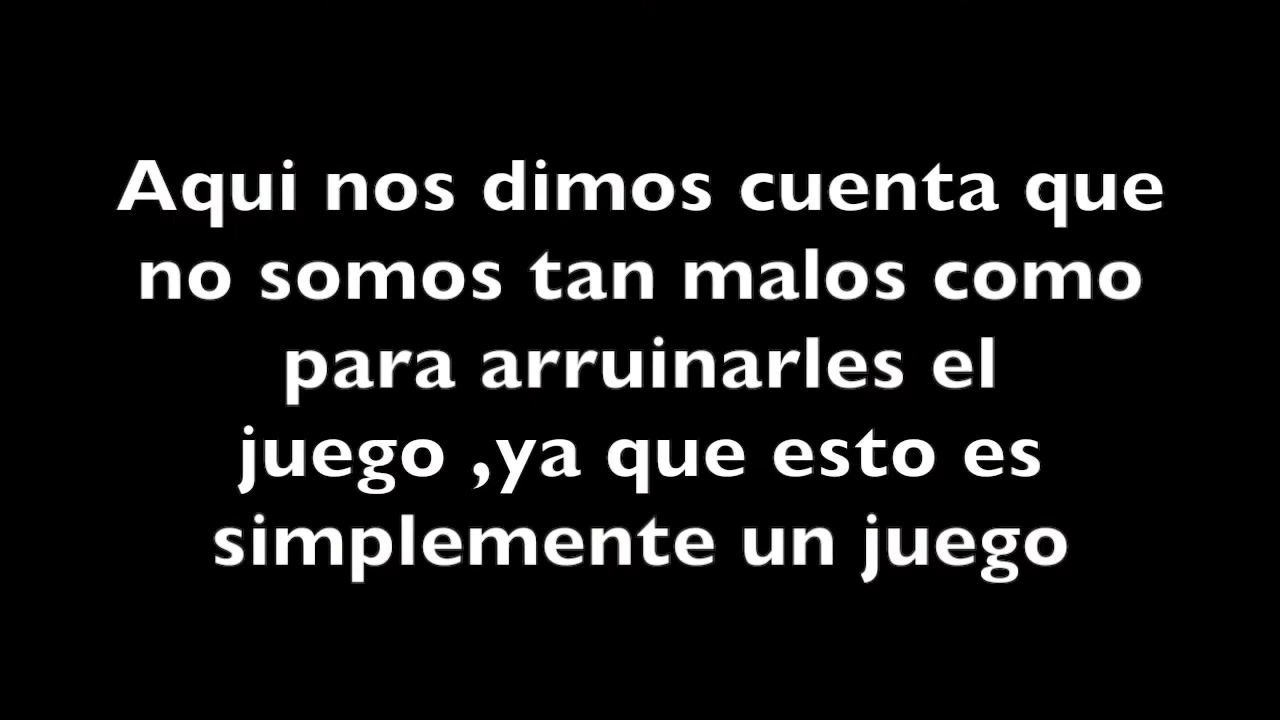 Aqui nos dimos cuenta que
no somos tan malos como
para arruinarles el
juego ,ya que esto es
simplemente un juego